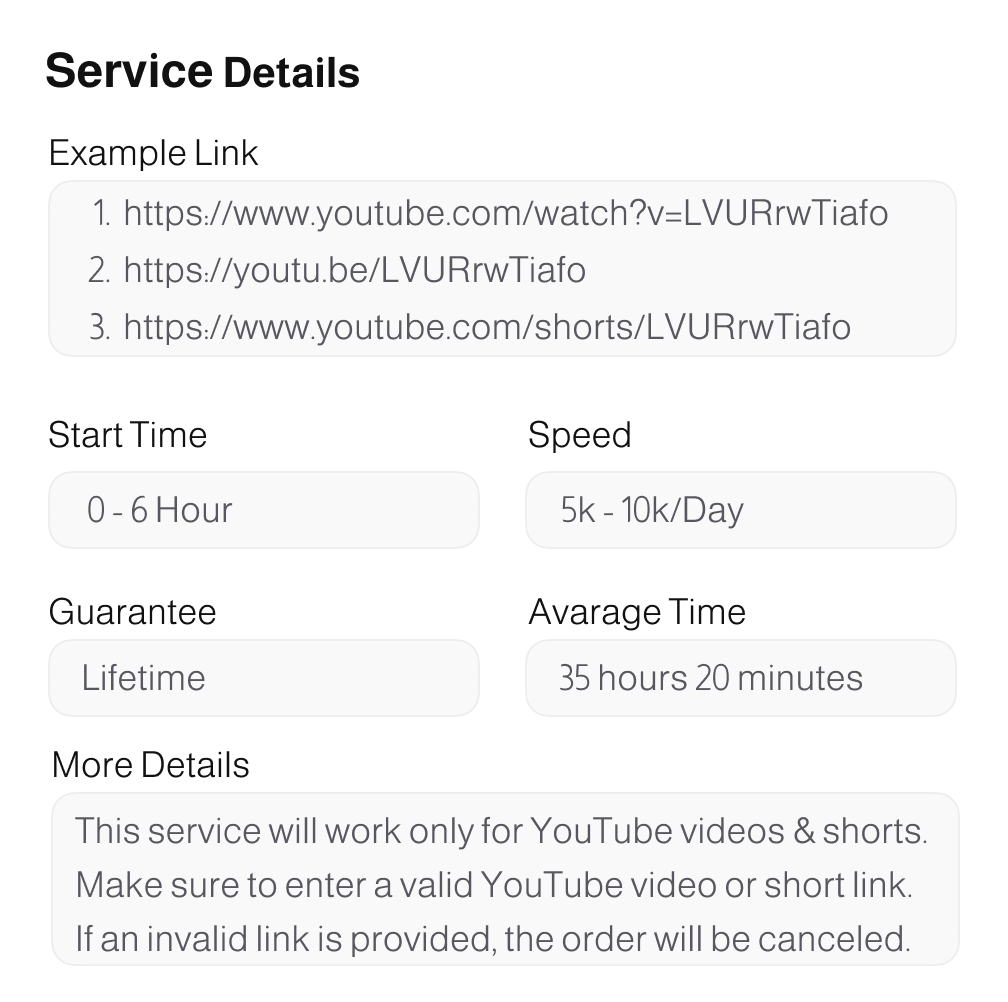 Service Details
Example Link
1. https://www.youtube.com/watch?v=LVURrwTiafo
2. https://youtu.be/LVURrwTiafo
3. https://www.youtube.com/shorts/LVURrwTiafo
Start Time
Speed
0 - 6 Hour
5k - 10k/Day
Guarantee
Avarage Time
Lifetime
35 hours 20 minutes
More Details
This service will work only for YouTube videos & shorts.
Make sure to enter a valid YouTube video or short link.
If an invalid link is provided, the order will be canceled.